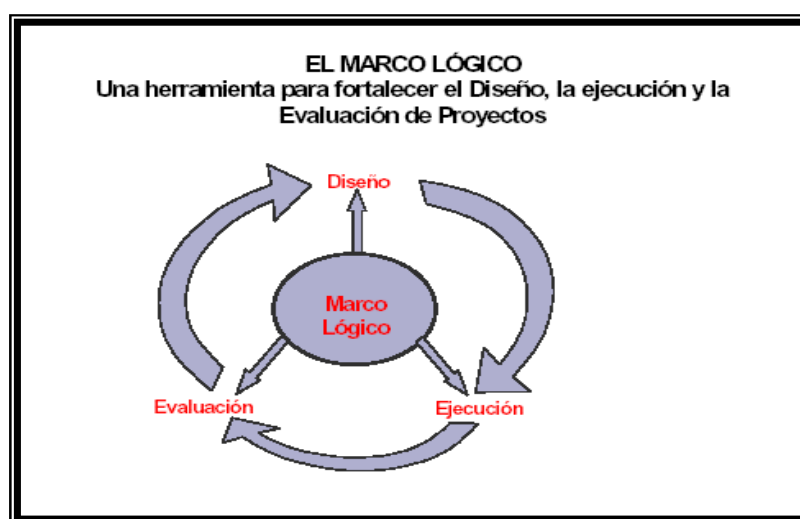 EL MARCO LÓGICO
Una herramienta para fortalecer el Diseño, la ejecución y la
Evaluación de Proyectos
Diseño
Marco
Lógico
Evaluación
Ejecución